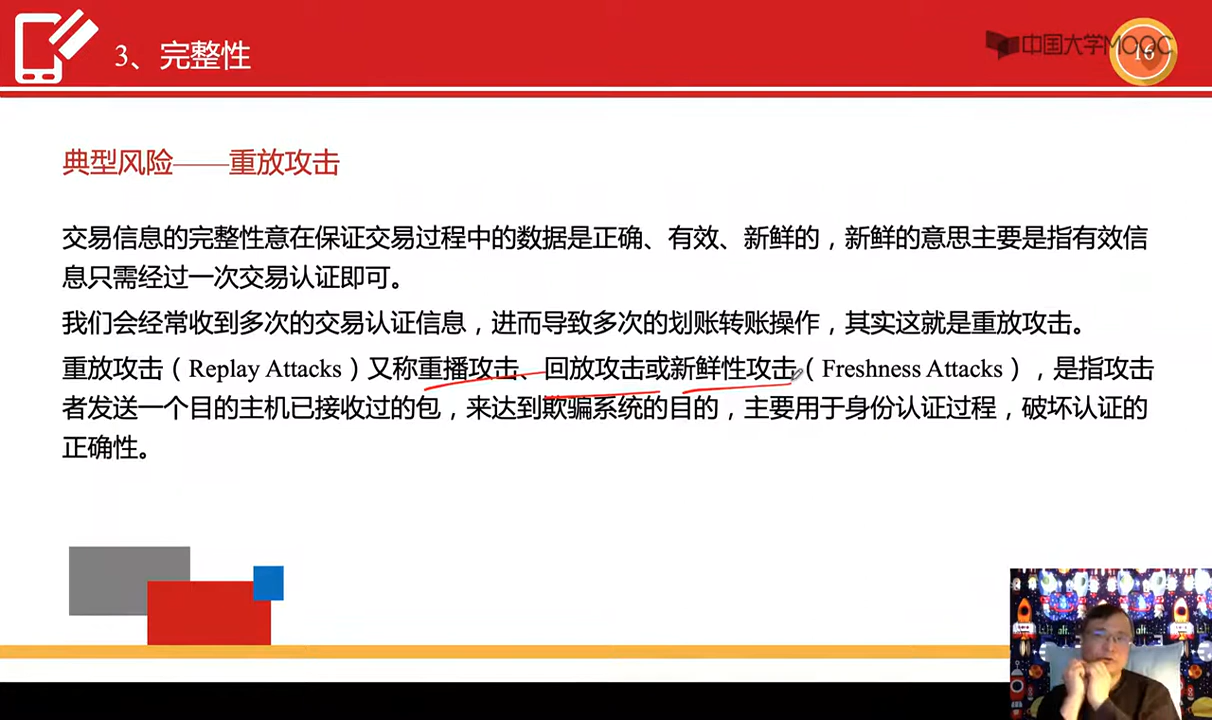 3、完整性
中国大学MOOC
16
典型风险——重放攻击
交易信息的完整性意在保证交易过程中的数据是正确、有效、新鲜的，新鲜的意思主要是指有效信
息只需经过一次交易认证即可。
我们会经常收到多次的交易认证信息，进而导致多次的划账转账操作，其实这就是重放攻击。
重放攻击（Replay Attacks）又称重播攻击、回放攻击或新鲜性攻击（Freshness Attacks），是指攻击
者发送一个目的主机已接收过的包，来达到欺骗系统的目的，主要用于身份认证过程，破坏认证的
正确性。